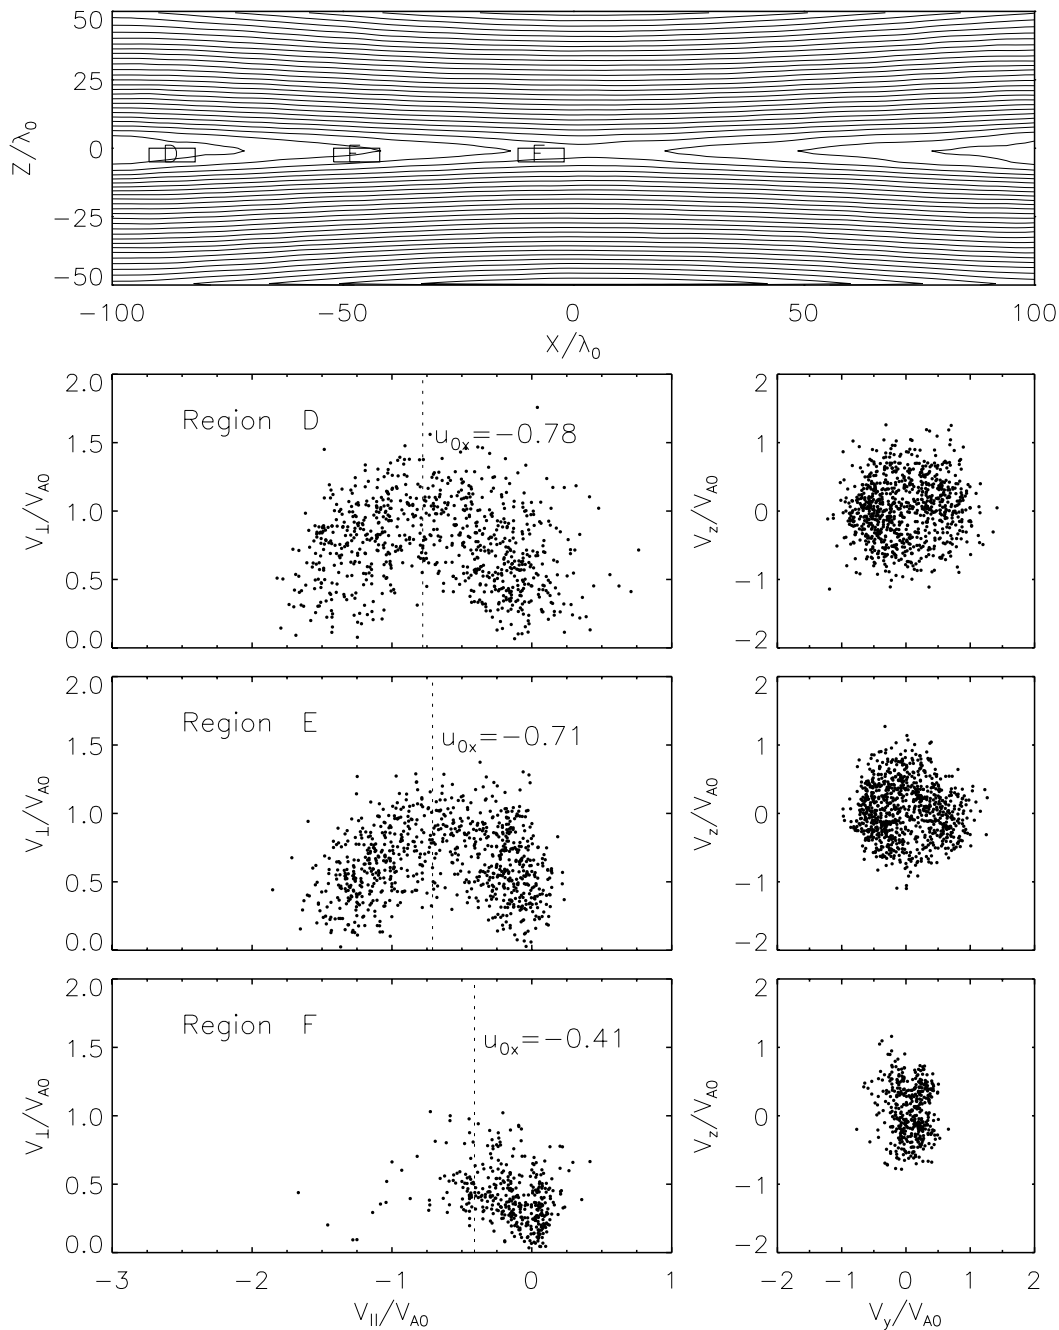 50
25
0
−25
−50
Z/λ0
D E F
−100 −50 0 50 100
X/λ0
2.0
1.5
1.0
0.5
0.0
V⊥/VA0
Region D
u0x=−0.78
2
1
0
−1
−2
Vz/VA0
2.0
1.5
1.0
0.5
0.0
V⊥/VA0
Region E
u0x=−0.71
2
1
0
−1
−2
Vz/VA0
2.0
1.5
1.0
0.5
0.0
V⊥/VA0
Region F
u0x=−0.41
2
1
0
−1
−2
Vz/VA0
−3 −2 −1 0 1
V||/VA0
−2 −1 0 1 2
Vy/VA0